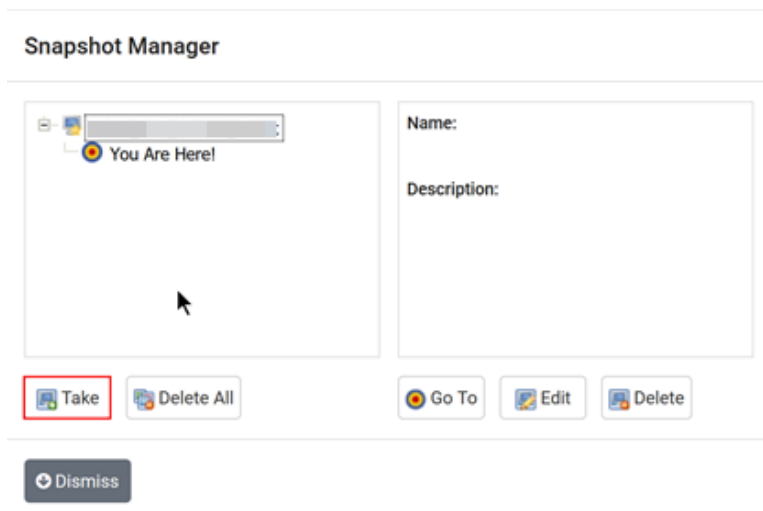 Snapshot Manager
You Are Here!
Name:
Description:
Take
Delete All
Go To
Edit
Delete
Dismiss